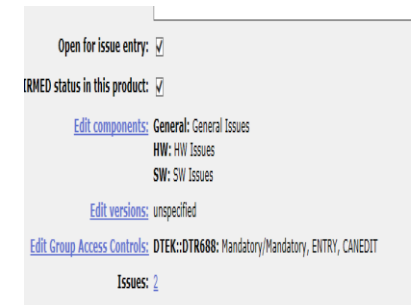 Open for issue entry:
IRMED status in this product:
Edit components: General: General Issues
HW: HW Issues
SW: SW Issues
Edit versions: unspecified
Edit Group Access Controls: DTEK::DTR688: Mandatory/Mandatory, ENTRY, CANEDIT
Issues: 2